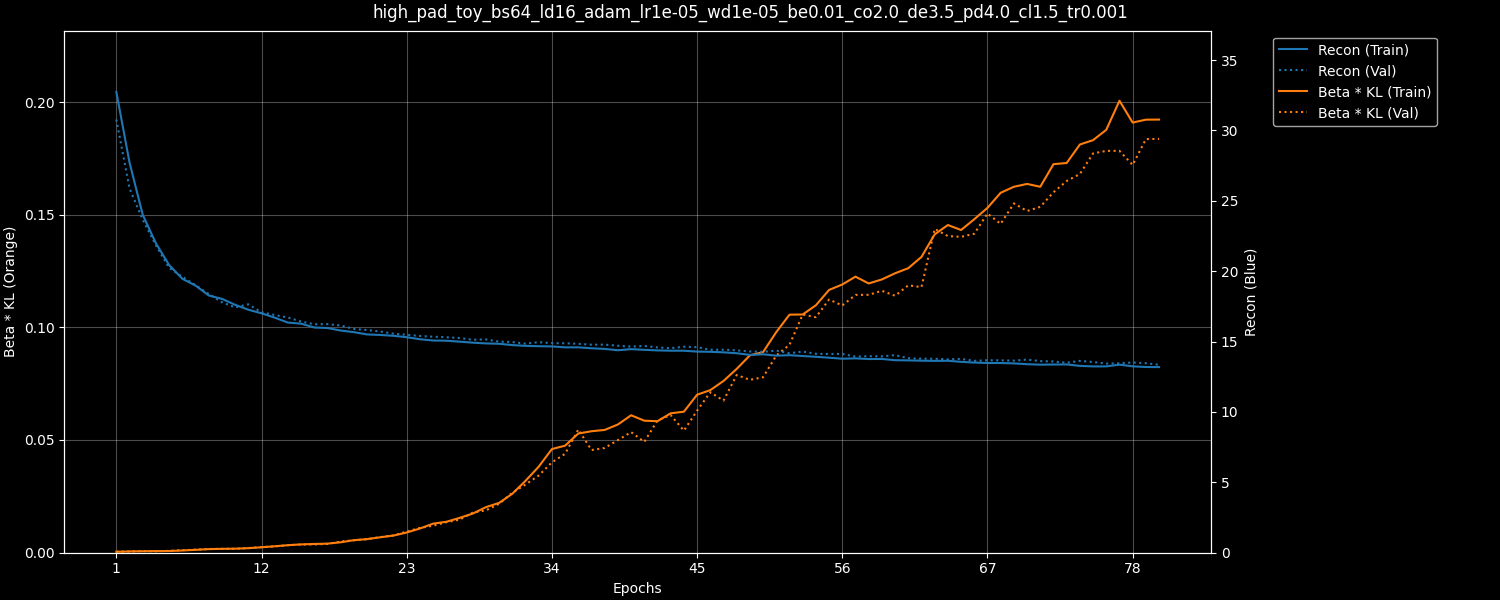 high_pad_toy_bs64_ld16_adam_lr1e-05_wd1e-05_be0.01_co2.0_de3.5_pd4.0_cl1.5_tr0.001
Recon (Train)
Recon (Val)
Beta * KL (Train)
Beta * KL (Val)
Beta * KL (Orange)
0.20
0.15
0.10
0.05
0.00
35
30
25
20
15
10
5
0
Recon (Blue)
1 12 23 34 45 56 67 78
Epochs